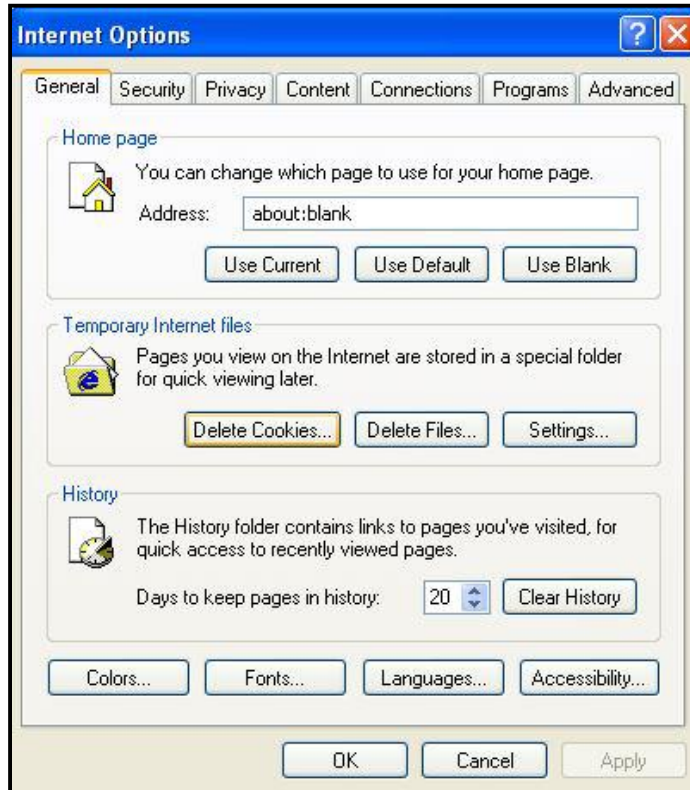 Internet Options
General Security Privacy Content Connections Programs Advanced
Home page
You can change which page to use for your home page.
Address: about:blank
Use Current Use Default Use Blank
Temporary Internet files
Pages you view on the Internet are stored in a special folder
for quick viewing later.
Delete Cookies... Delete Files... Settings...
History
The History folder contains links to pages you've visited, for
quick access to recently viewed pages.
Days to keep pages in history: 20 Clear History
Colors... Fonts... Languages... Accessibility...
OK Cancel Apply